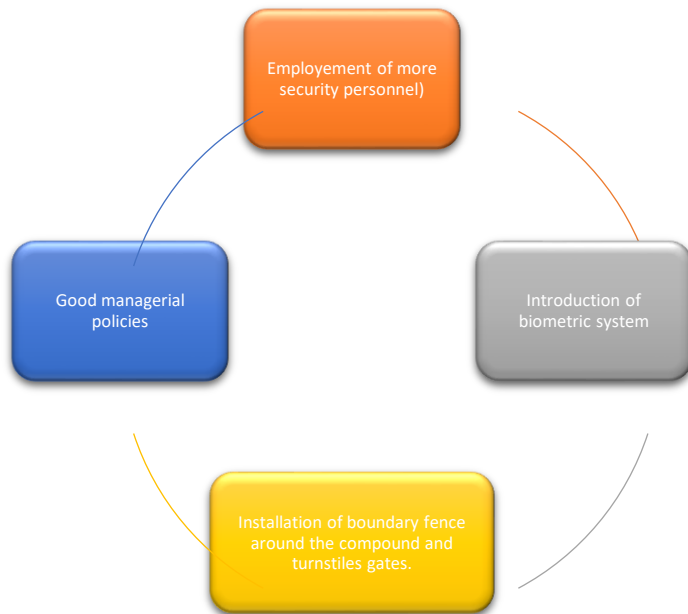 Employement of more
security personnel)
Introduction of
biometric system
Installation of boundary fence
around the compound and
turnstiles gates.
Good managerial
policies